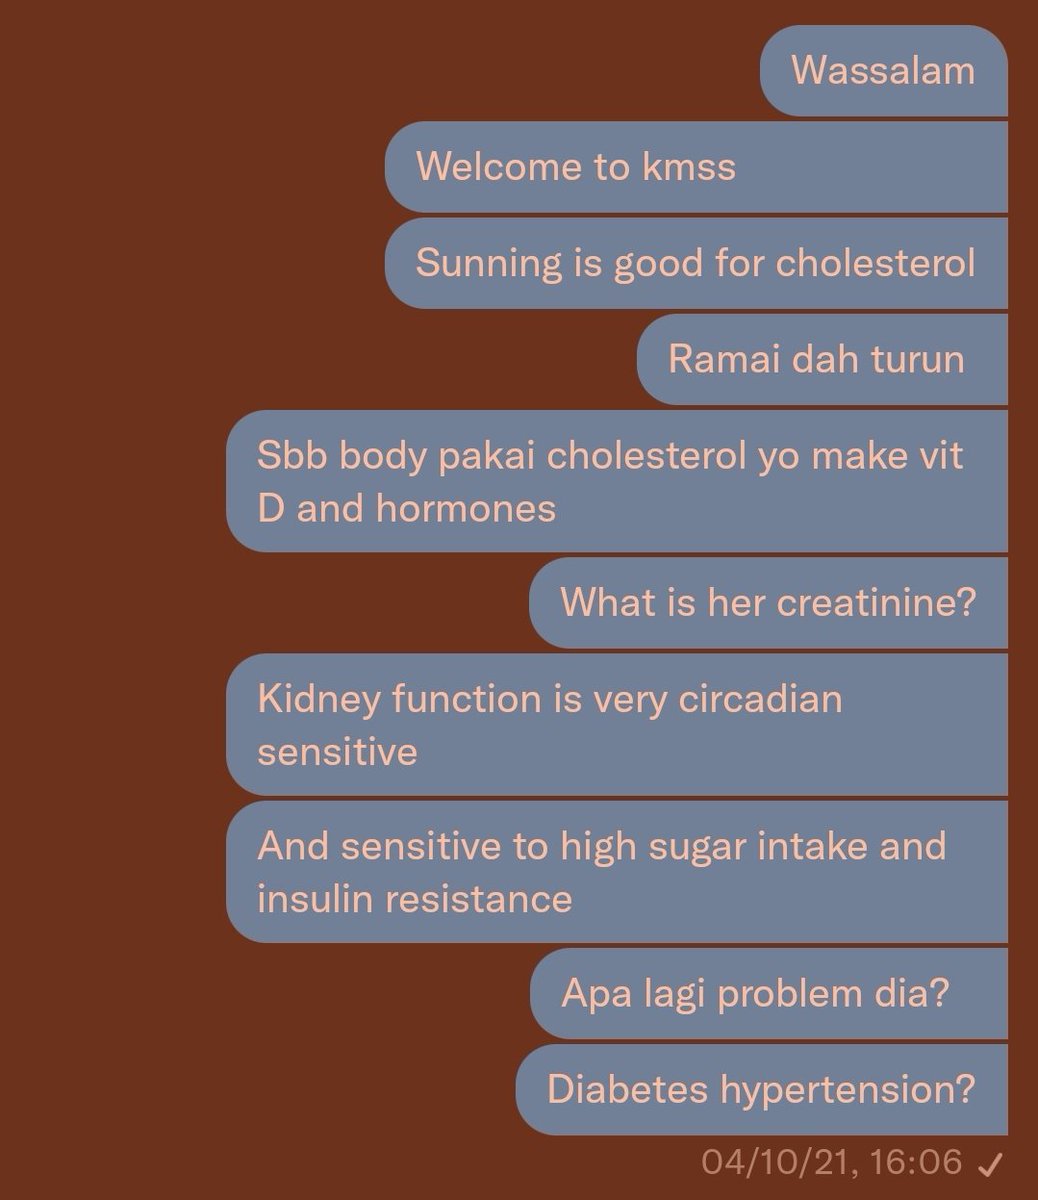 Wassalam
Welcome to kmss
Sunning is good for cholesterol
Ramai dah turun
Sbb body pakai cholesterol yo make vit
D and hormones
What is her creatinine?
Kidney function is very circadian
sensitive
And sensitive to high sugar intake and
insulin resistance
Apa lagi problem dia?
Diabetes hypertension?
04/10/21, 16:06 ✓